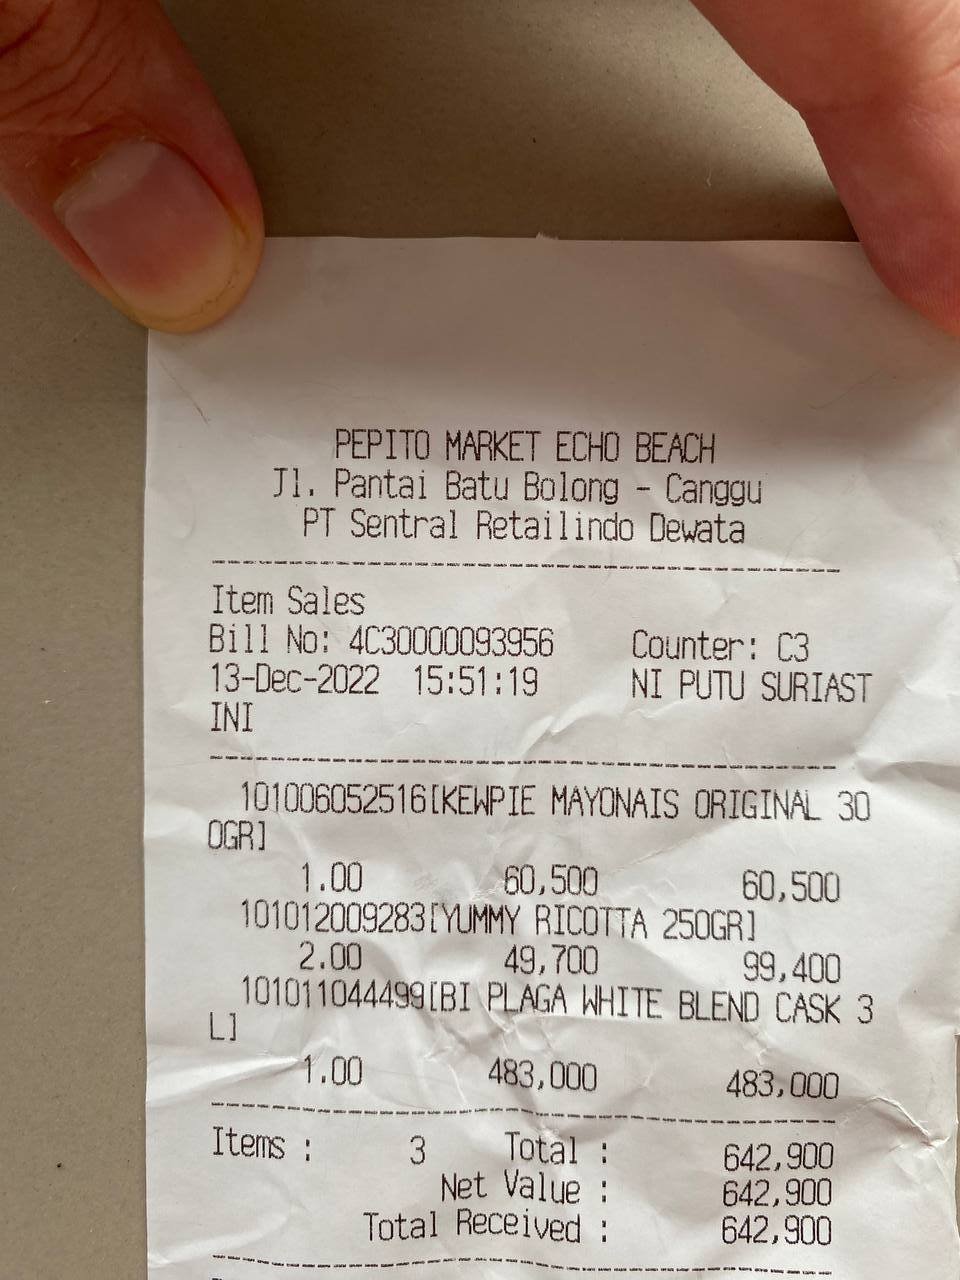 PEPITO MARKET ECHO BEACH
Jl. Pantai Batu Bolong - Canggu
PT Sentral Retailindo Dewata
Item Sales
Bill No: 4C30000093956 Counter: C3
13-Dec-2022 15:51:19 NI PUTU SURIAST
INI
101006052516[KEWPIE MAYONAIS ORIGINAL 30
0GR]
1.00 60,500 60,500
101012009283[YUMMY RICOTTA 250GR]
2.00 49,700 99,400
101011044499[BI PLAGA WHITE BLEND CASK 3
L]
1.00 483,000 483,000
Items : 3 Total : 642,900
Net Value : 642,900
Total Received : 642,900